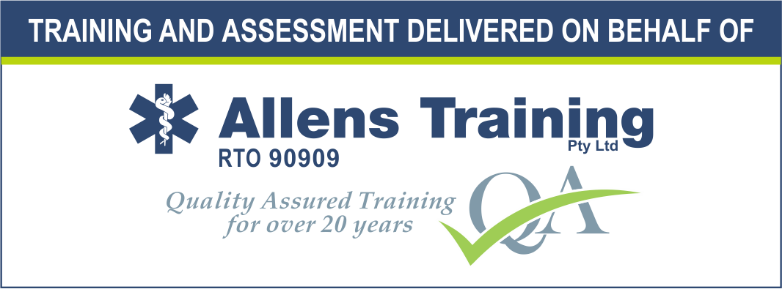 TRAINING AND ASSESSMENT DELIVERED ON BEHALF OF
Allens Training
Pty Ltd
RTO 90909
Quality Assured Training
for over 20 years
QA